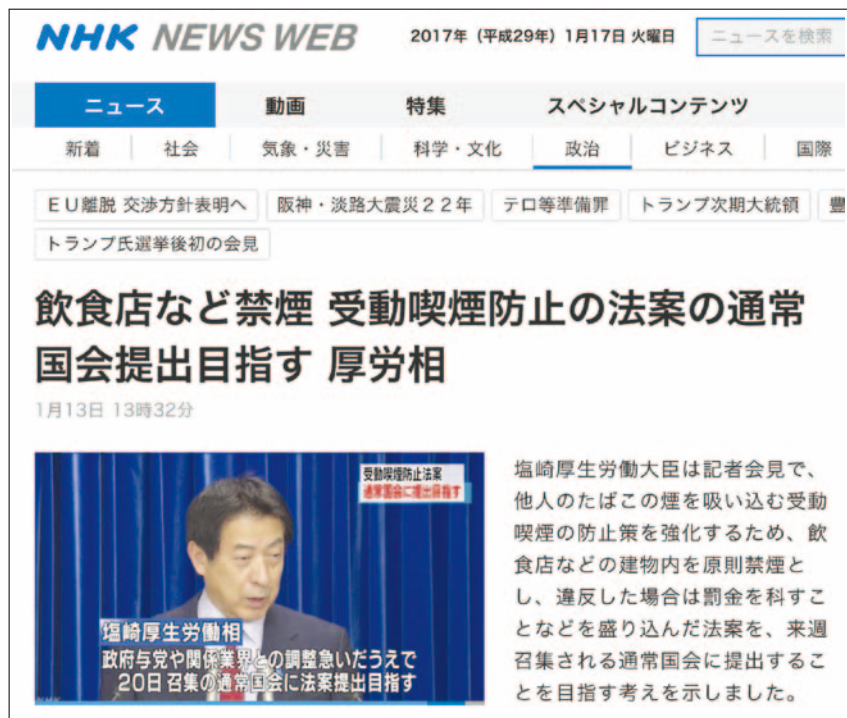 NHK NEWS WEB
2017年（平成29年）1月17日 火曜日
ニュースを検索
ニュース 動画 特集 スペシャルコンテンツ
新着 社会 気象・災害 科学・文化 政治 ビジネス 国際
ＥＵ離脱 交渉方針表明へ 阪神・淡路大震災２２年 テロ等準備罪 トランプ次期大統領 豊
トランプ氏選挙後初の会見
飲食店など禁煙 受動喫煙防止の法案の通常
国会提出目指す 厚労相
1月13日 13時32分
受動喫煙防止法案
通常国会に提出目指す
塩崎厚生労働相
政府与党や関係業界との調整急いだうえで
20日召集の通常国会に法案提出目指す
塩崎厚生労働大臣は記者会見で、
他人のたばこの煙を吸い込む受動
喫煙の防止策を強化するため、飲
食店などの建物内を原則禁煙と
し、違反した場合は罰金を科すこ
となどを盛り込んだ法案を、来週
召集される通常国会に提出するこ
とを目指す考えを示しました。